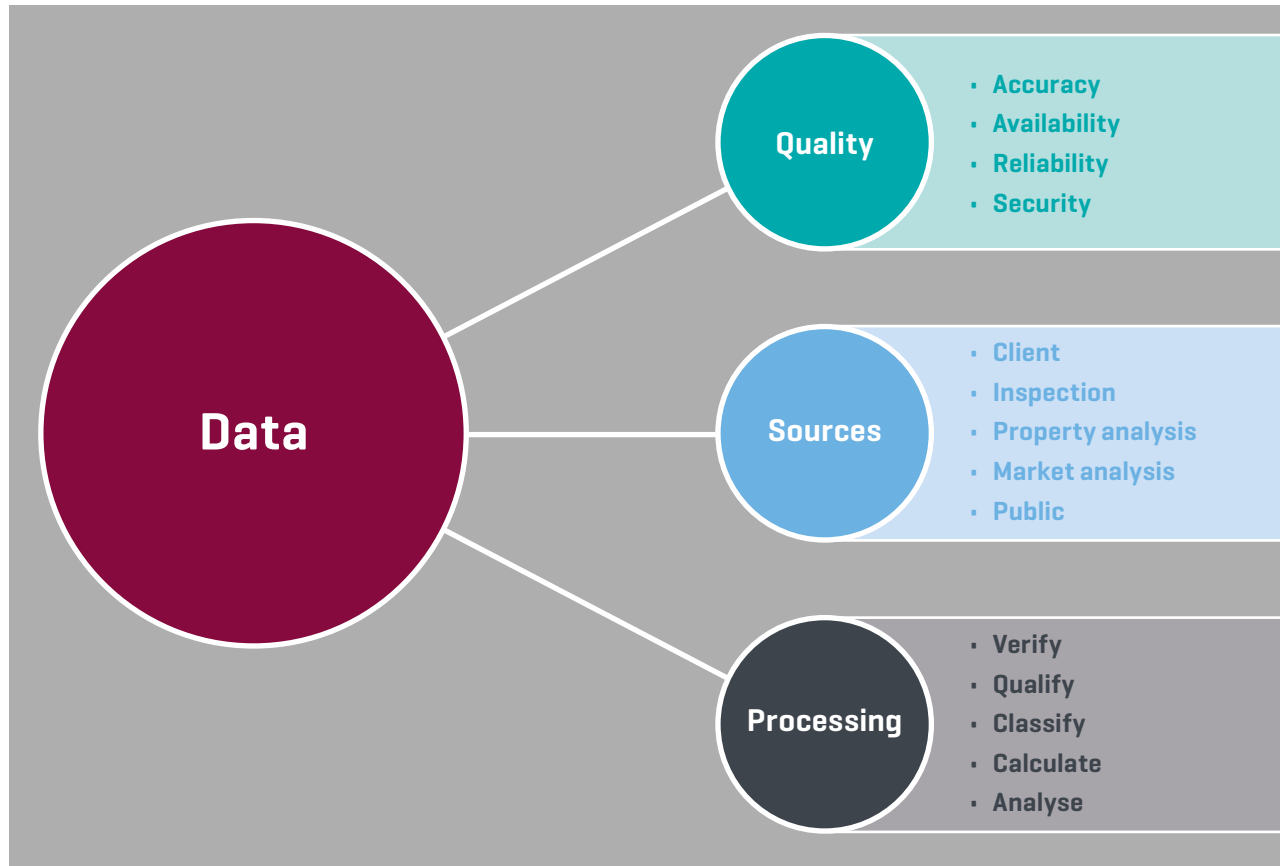 Data
Quality
· Accuracy
· Availability
· Reliability
· Security
Sources
· Client
· Inspection
· Property analysis
· Market analysis
· Public
Processing
· Verify
· Qualify
· Classify
· Calculate
· Analyse